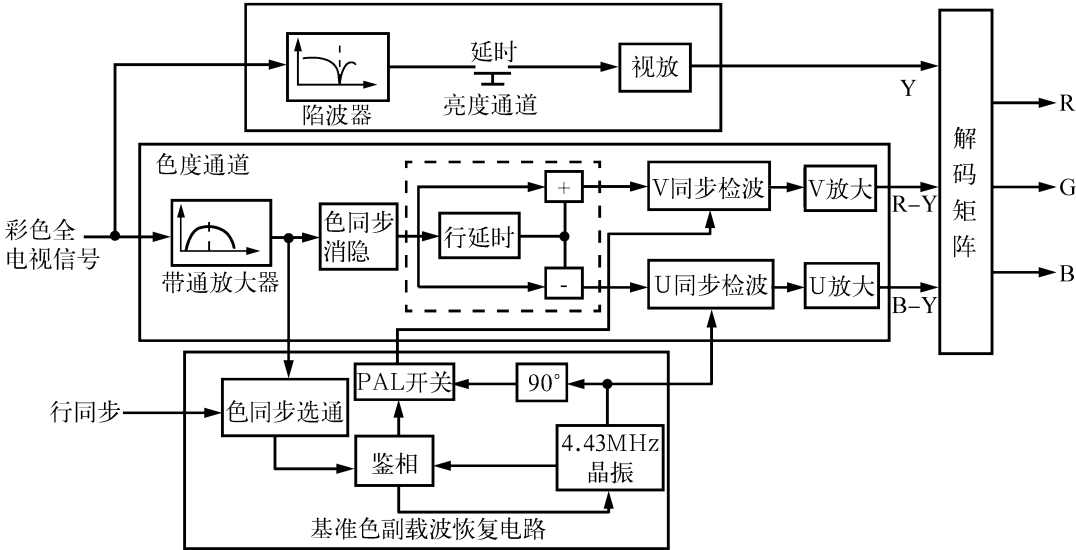 延时
视放
陷波器
亮度通道
Y
R
色度通道
解码矩阵
+
V同步检波
V放大
G
R-Y
彩色全
电视信号
色同步
消隐
行延时
带通放大器
-
U同步检波
U放大
B
B-Y
PAL开关
90°
行同步
色同步选通
鉴相
4.43MHz
晶振
基准色副载波恢复电路